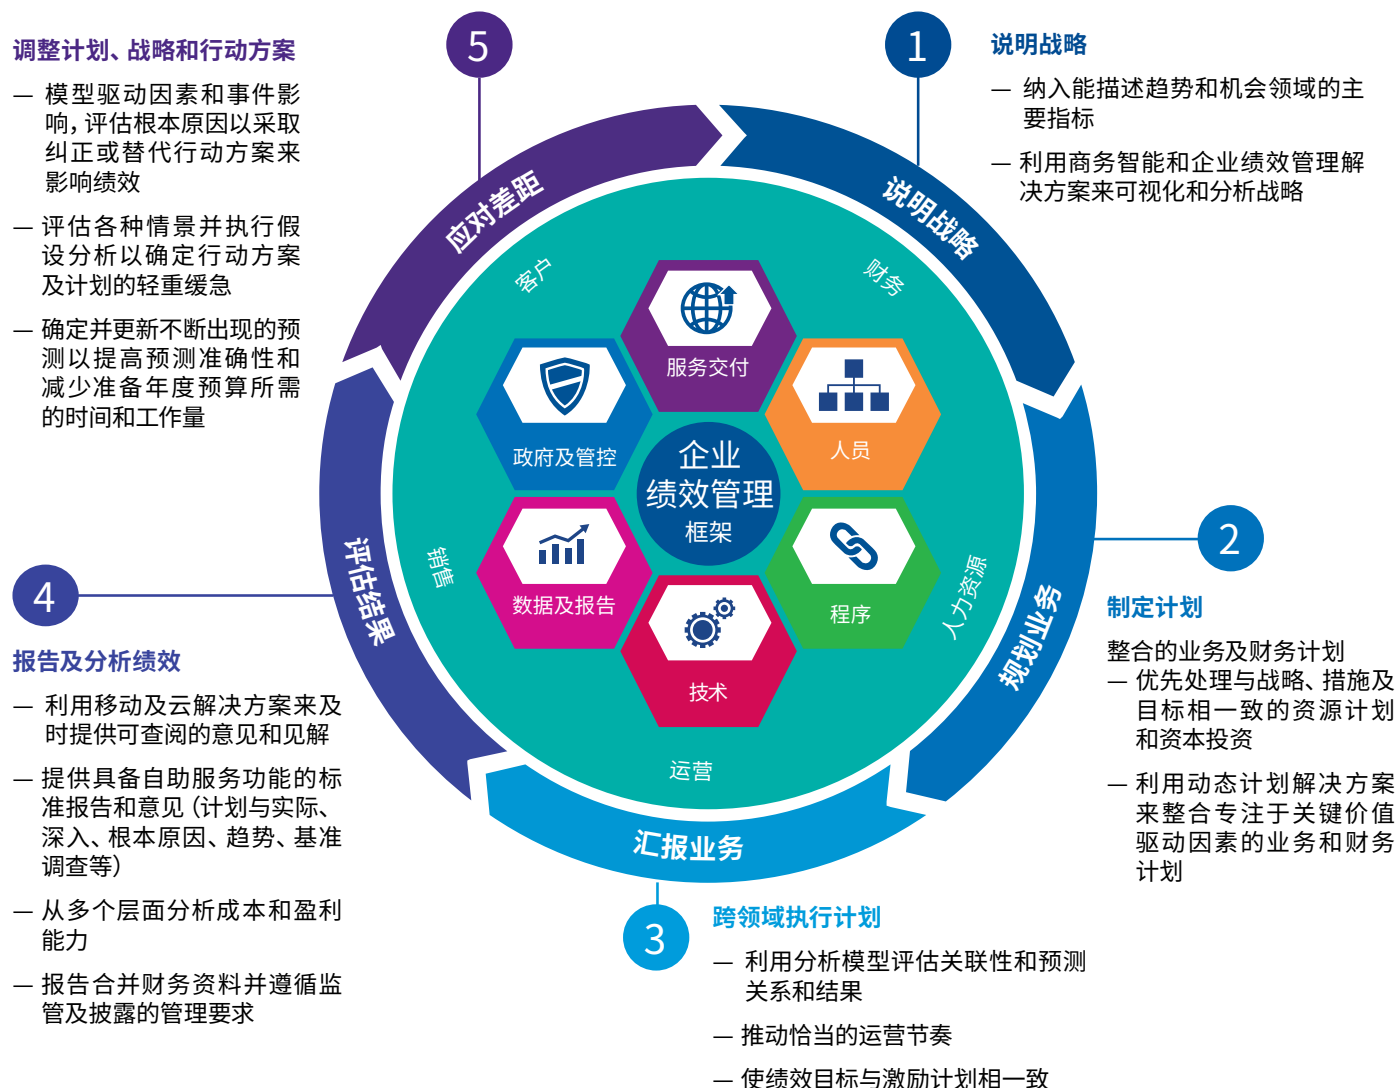 5
调整计划、战略和行动方案
— 模型驱动因素和事件影
响，评估根本原因以采取
纠正或替代行动方案来
影响绩效
— 评估各种情景并执行假
设分析以确定行动方案
及计划的轻重缓急
— 确定并更新不断出现的预
测以提高预测准确性和
减少准备年度预算所需
的时间和工作量
1
说明战略
— 纳入能描述趋势和机会领域的主
要指标
— 利用商务智能和企业绩效管理解
决方案来可视化和分析战略
应对差距
说明战略
客户
财务
服务交付
政府及管控
人员
企业
绩效管理
框架
数据及报告
程序
技术
销售
人力资源
运营
评估结果
规划业务
汇报业务
2
制定计划
整合的业务及财务计划
— 优先处理与战略、措施及
目标相一致的资源计划
和资本投资
— 利用动态计划解决方案
来整合专注于关键价值
驱动因素的业务和财务
计划
4
报告及分析绩效
— 利用移动及云解决方案来及
时提供可查阅的意见和见解
— 提供具备自助服务功能的标
准报告和意见（计划与实际、
深入、根本原因、趋势、基准
调查等）
— 从多个层面分析成本和盈利
能力
— 报告合并财务资料并遵循监
管及披露的管理要求
3
跨领域执行计划
— 利用分析模型评估关联性和预测
关系和结果
— 推动恰当的运营节奏
— 使绩效目标与激励计划相一致